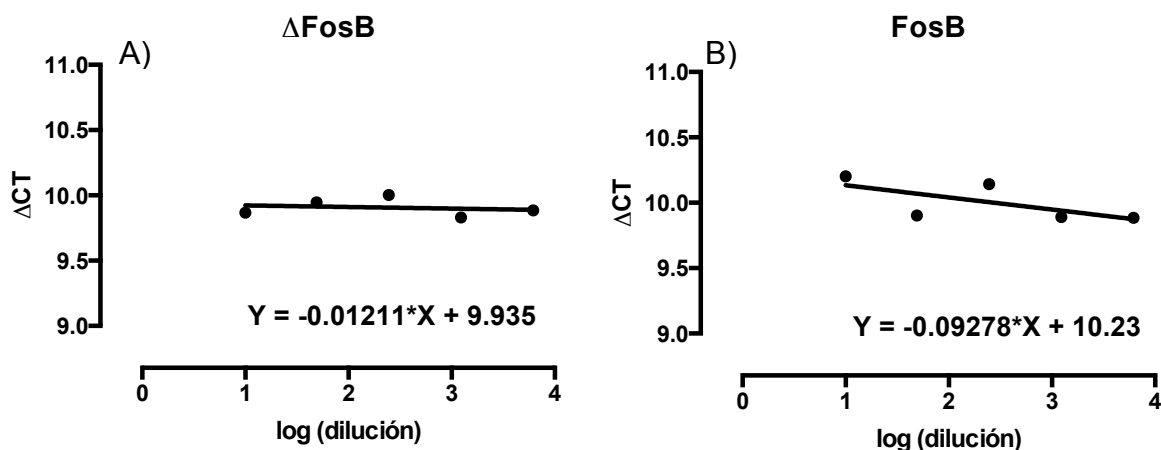 ΔFosB
A)
11.0
10.5
10.0
9.5
9.0
ΔCT
Y = -0.01211*X + 9.935
0 1 2 3 4
log (dilución)
FosB
B)
11.0
10.5
10.0
9.5
9.0
ΔCT
Y = -0.09278*X + 10.23
0 1 2 3 4
log (dilución)